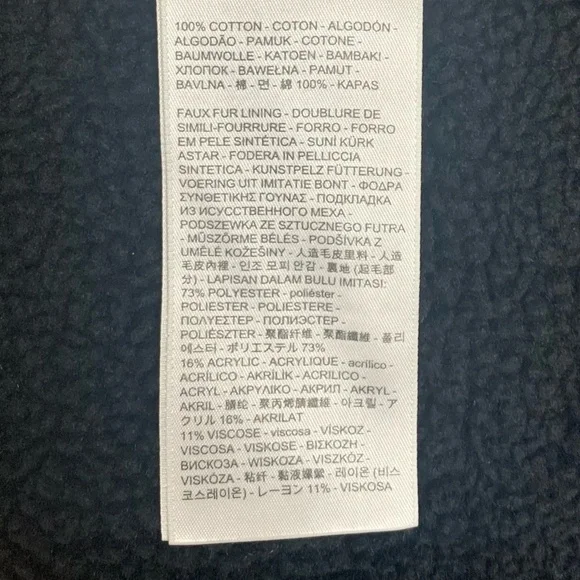 100% COTTON - COTON - ALGODÓN -
ALGODÃO - PAMUK - COTONE -
BAUMWOLLE - KATOEN - BAMBAKI -
ХЛОПОК - BAWEŁNA - PAMUT -
BAVLNA - 棉 - 면 - 綿 100% - KAPAS
FAUX FUR LINING - DOUBLURE DE
SIMILI-FOURRURE - FORRO - FORRO
EM PELE SINTÉTICA - SUNİ KÜRK
ASTAR - FODERA IN PELLICCIA
SINTETICA - KUNSTPELZ FÜTTERUNG -
VOERING UIT IMITATIE BONT - ΦΟΔΡΑ
ΣΥΝΘΕΤΙΚΗΣ ΓΟΥΝΑΣ - ПОДКЛАДКА
ИЗ ИСУССТВЕННОГО МЕХА -
PODSZEWKA ZE SZTUCZNEGO FUTRA
- MŰSZŐRME BÉLÉS - PODŠÍVKA Z
UMĚLÉ KOŽEŠINY - 人造毛皮里料 - 人造
毛皮內裡 - 인조 모피 안감 - 裏地 (起毛部
分) - LAPISAN DALAM BULU IMITASI:
73% POLYESTER - poliéster -
POLIESTER - POLIESTERE -
ΠΟΛΥΕΣΤΕΡ - ПОЛИЭСТЕР -
POLIÉSZTER - 聚酯纤维 - 聚酯纖維 - 폴리
에스터 - ポリエステル 73%
16% ACRYLIC - ACRYLIQUE - acrílico -
ACRÍLICO - AKRİLİK - ACRILICO -
ACRYL - ΑΚΡΥΛΙΚΟ - АКРИЛ - AKRYL -
AKRIL - 腈纶 - 聚丙烯腈纖維 - 아크릴 - ア
クリル 16% - AKRILAT
11% VISCOSE - viscosa - VİSKOZ -
VISCOSA - VISKOSE - ΒΙΣΚΟΖΗ -
ВИСКОЗА - WISKOZA - VISZKÓZ -
VISKÓZA - 粘纤 - 黏液嫘縈 - 레이온 (비스
코스레이온) - レーヨン 11% - VISKOSA